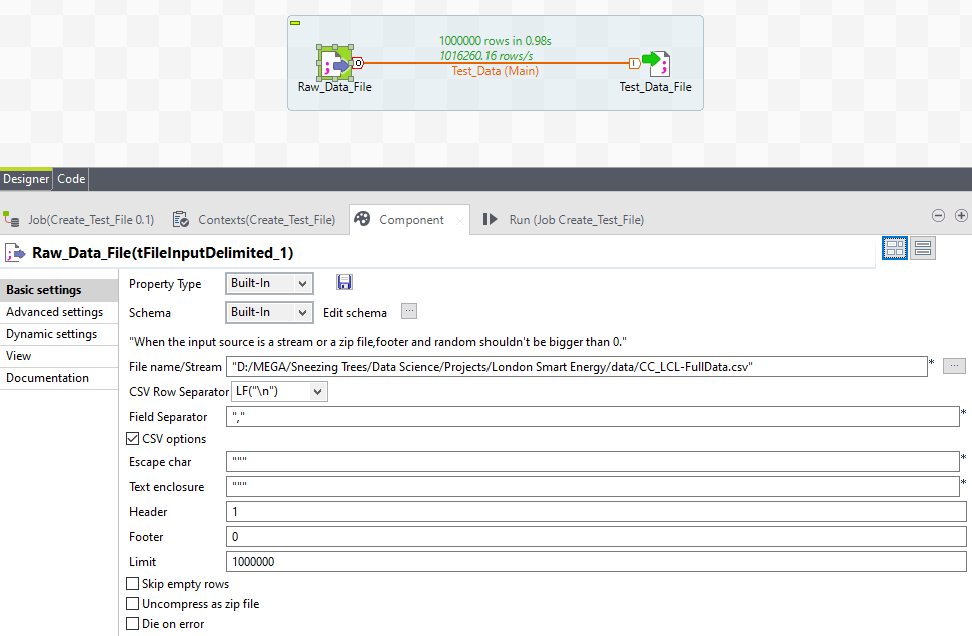 1000000 rows in 0.98s
1016260.16 rows/s
Test_Data (Main)
O
I
Raw_Data_File
Test_Data_File
Designer
Code
Job(Create_Test_File 0.1)
Contexts(Create_Test_File)
Component
Run (Job Create_Test_File)
Raw_Data_File(tFileInputDelimited_1)
Basic settings
Advanced settings
Dynamic settings
View
Documentation
Property Type
Built-In
Schema
Built-In
Edit schema
...
"When the input source is a stream or a zip file,footer and random shouldn't be bigger than 0."
File name/Stream
"D:/MEGA/Sneezing Trees/Data Science/Projects/London Smart Energy/data/CC_LCL-FullData.csv"
*
...
CSV Row Separator
LF("\n")
Field Separator
","
*
CSV options
Escape char
"""
*
Text enclosure
"""
*
Header
1
Footer
0
Limit
1000000
Skip empty rows
Uncompress as zip file
Die on error